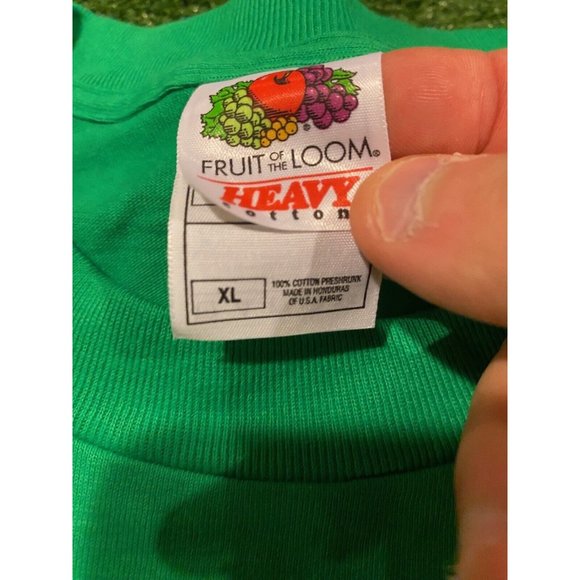 FRUIT OF THE LOOM®
HEAVY
cotton
XL
100% COTTON PRESHRUNK
MADE IN HONDURAS
OF U.S.A. FABRIC